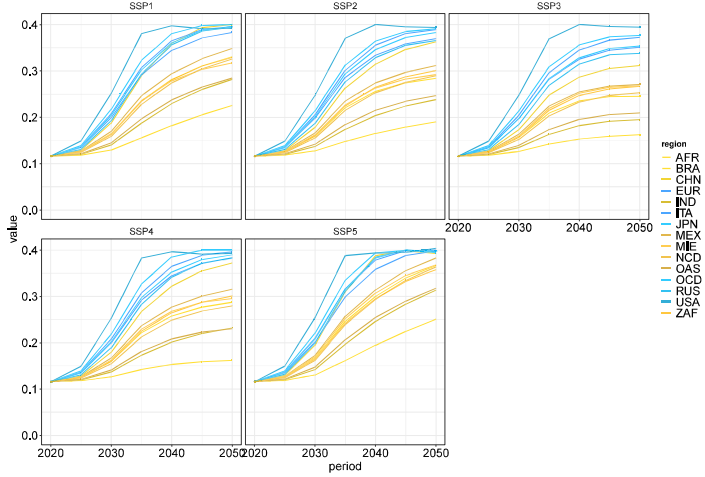 SSP1 SSP2 SSP3
0.4
0.3
0.2
0.1
0.0
2020 2030 2040 2050
SSP4 SSP5
0.4
0.3
0.2
0.1
0.0
2020 2030 2040 2050 2020 2030 2040 2050
value
period
region
AFR
BRA
CHN
EUR
IND
ITA
JPN
MEX
MIE
NCD
OAS
OCD
RUS
USA
ZAF